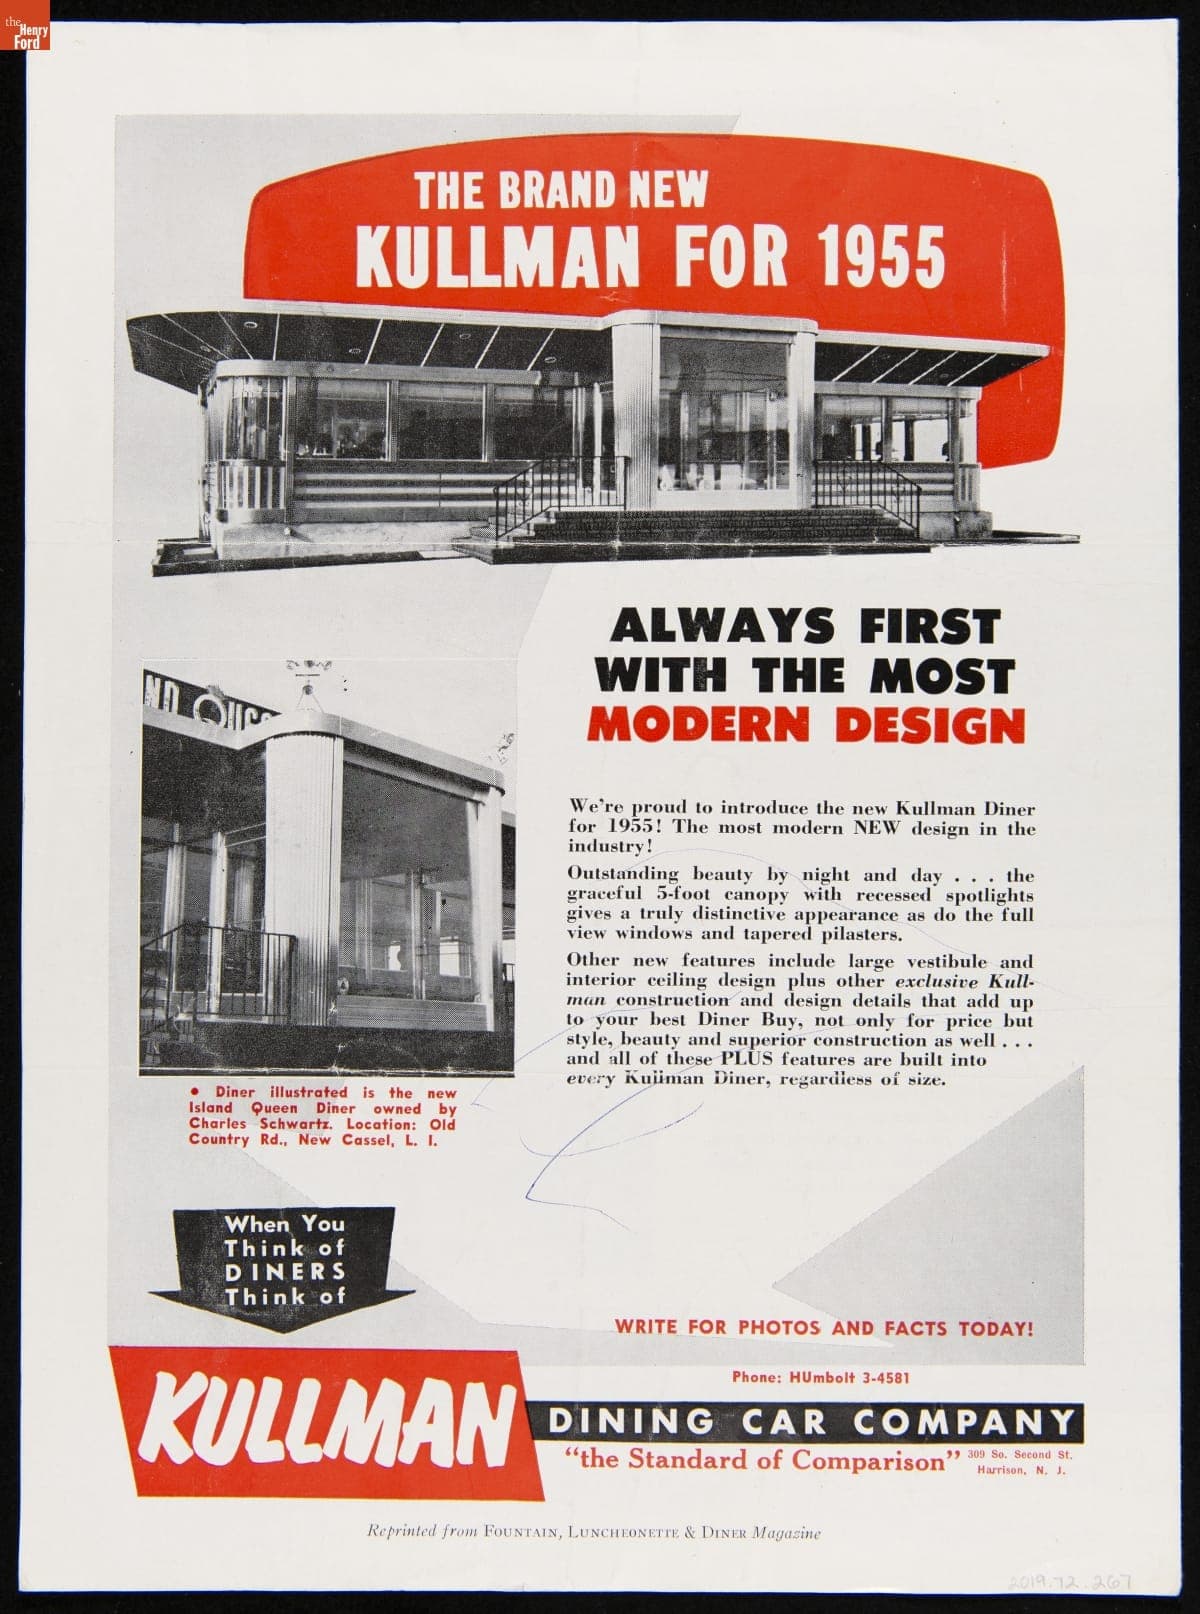 the
Henry
Ford
THE BRAND NEW
KULLMAN FOR 1955
ALWAYS FIRST
WITH THE MOST
MODERN DESIGN
ND QUEE
We're proud to introduce the new Kullman Diner
for 1955! The most modern NEW design in the
industry!
Outstanding beauty by night and day . . . the
graceful 5-foot canopy with recessed spotlights
gives a truly distinctive appearance as do the full
view windows and tapered pilasters.
Other new features include large vestibule and
interior ceiling design plus other exclusive Kull-
man construction and design details that add up
to your best Diner Buy, not only for price but
style, beauty and superior construction as well . . .
and all of these PLUS features are built into
every Kullman Diner, regardless of size.
• Diner illustrated is the new
Island Queen Diner owned by
Charles Schwartz. Location: Old
Country Rd., New Cassel, L. I.
When You
Think of
DINERS
Think of
WRITE FOR PHOTOS AND FACTS TODAY!
Phone: HUmbolt 3-4581
KULLMAN
DINING CAR COMPANY
"the Standard of Comparison"
309 So. Second St.
Harrison, N. J.
Reprinted from FOUNTAIN, LUNCHEONETTE & DINER Magazine
2019.72.267